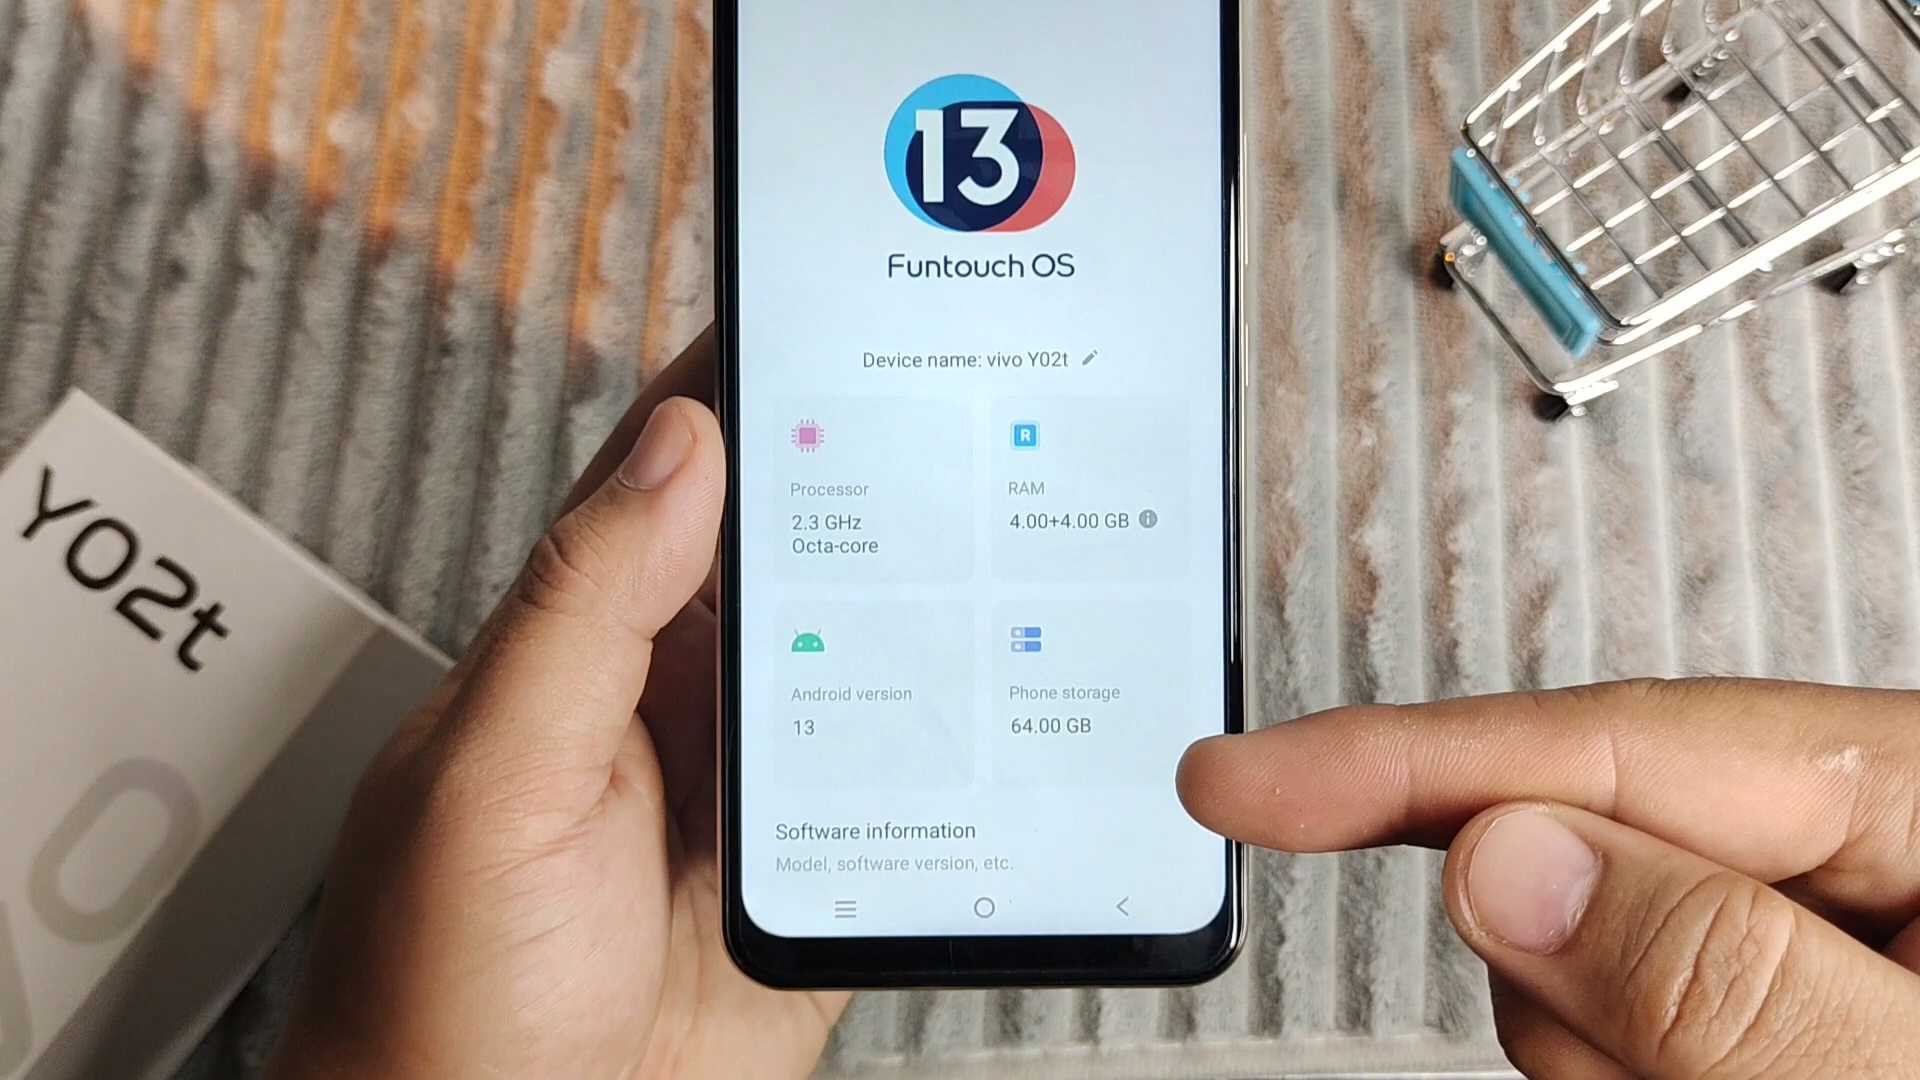 13
Funtouch OS
Device name: vivo Y02t
Processor
2.3 GHz
Octa-core
R
RAM
4.00+4.00 GB
Android version
13
Phone storage
64.00 GB
Software information
Model, software version, etc.
Y02t